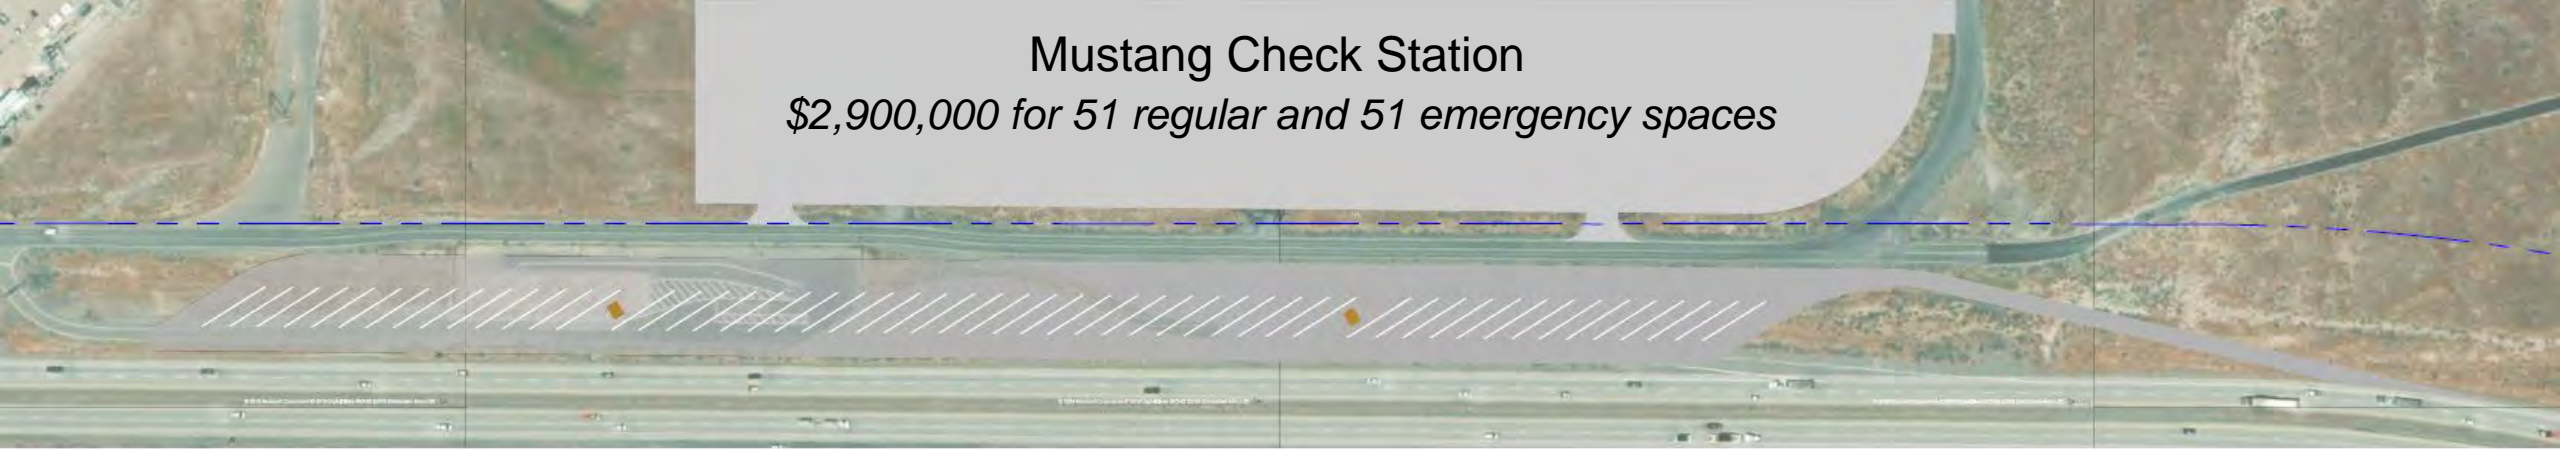 Mustang Check Station
$2,900,000 for 51 regular and 51 emergency spaces